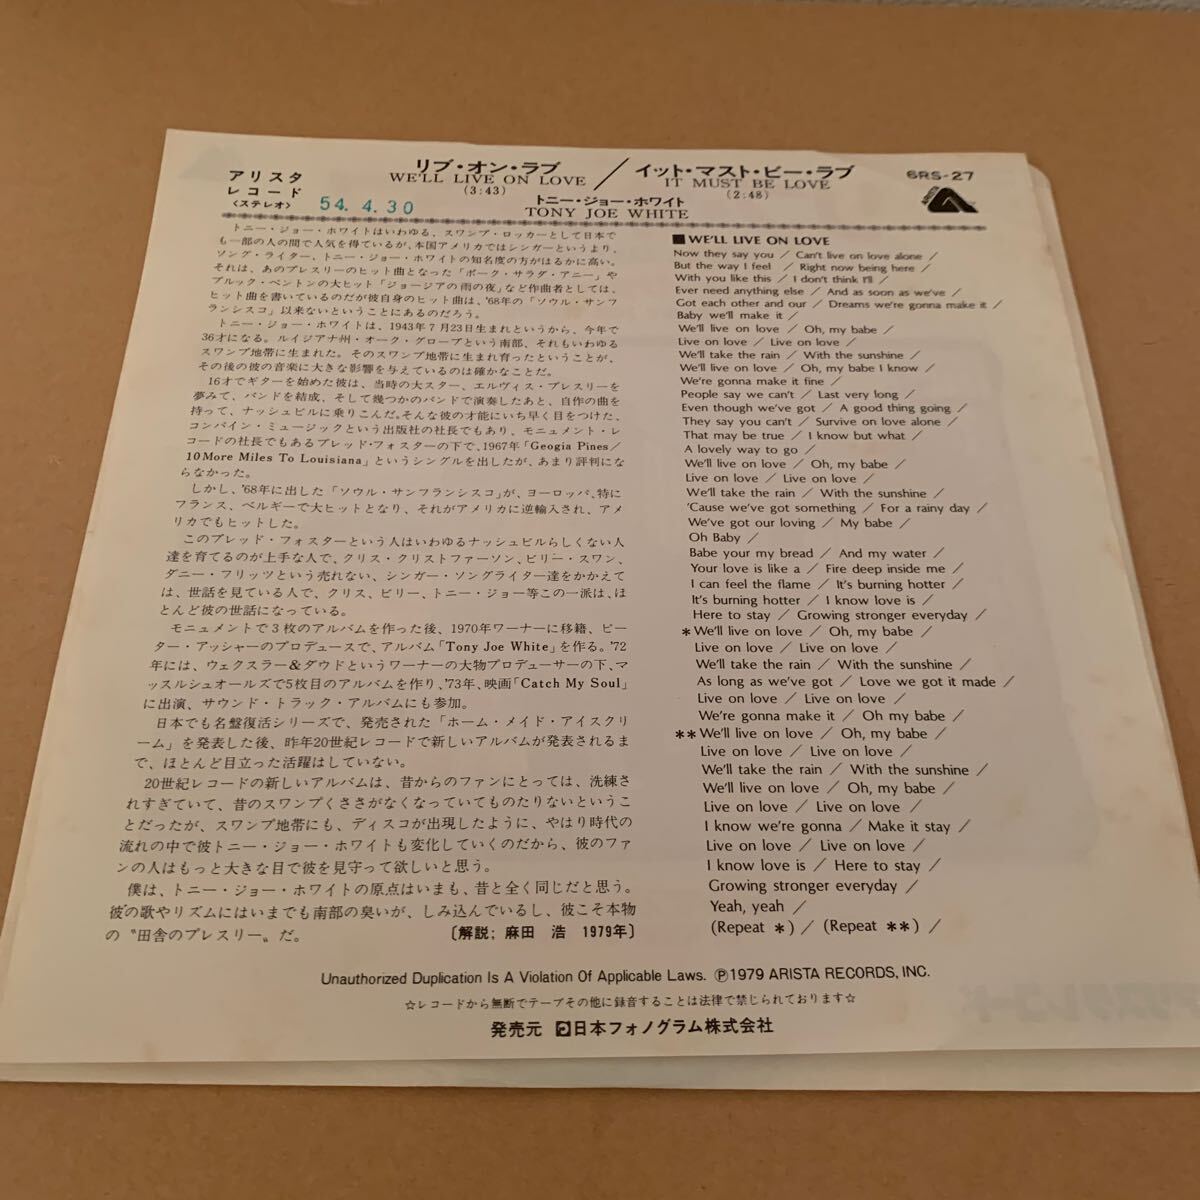 アリスタ
レコード
〈ステレオ〉
54. 4. 30
リブ・オン・ラブ／イット・マスト・ビー・ラブ
WE'LL LIVE ON LOVE IT MUST BE LOVE
(3:43) (2:48)
トニー・ジョー・ホワイト
TONY JOE WHITE
6RS-27
トニー・ジョー・ホワイトはいわゆる、スワンプ・ロッカーとして日本で
も一部の人の間で人気を得ているが、本国アメリカではシンガーというより、
ソング・ライター、トニー・ジョー・ホワイトの知名度の方がはるかに高い。
それは、あのプレスリーのヒット曲となった「ポーク・サラダ・アニー」や
ブルック・ベントンの大ヒット「ジョージアの雨の夜」など作曲者としては、
ヒット曲を書いているのだが彼自身のヒット曲は、'68年の「ソウル・サンフ
ランシスコ」以来ないということにあるのだろう。
トニー・ジョー・ホワイトは、1943年7月23日生まれというから、今年で
36才になる。ルイジアナ州・オーク・グローブという南部、それもいわゆる
スワンプ地帯に生まれた。そのスワンプ地帯に生まれ育ったということが、
その後の彼の音楽に大きな影響を与えているのは確かなことだ。
16才でギターを始めた彼は、当時の大スター、エルヴィス・プレスリーを
夢みて、バンドを結成、そして幾つかのバンドで演奏したあと、自作の曲を
持って、ナッシュビルに乗りこんだ。そんな彼の才能にいち早く目をつけた、
コンバイン・ミュージックという出版社の社長でもあり、モニュメント・レ
コードの社長でもあるブレッド・フォスターの下で、1967年「Geogia Pines／
10 More Miles To Louisiana」というシングルを出したが、あまり評判にな
らなかった。
しかし、'68年に出した「ソウル・サンフランシスコ」が、ヨーロッパ、特に
フランス、ベルギーで大ヒットとなり、それがアメリカに逆輸入され、アメ
リカでもヒットした。
このブレッド・フォスターという人はいわゆるナッシュビルらしくない人
達を育てるのが上手な人で、クリス・クリストファーソン、ビリー・スワン、
ダニー・フリッツという売れない、シンガー・ソングライター達をかかえて
は、世話を見ている人で、クリス、ビリー、トニー・ジョー等この一派は、ほ
とんど彼の世話になっている。
モニュメントで3枚のアルバムを作った後、1970年ワーナーに移籍、ピー
ター・アッシャーのプロデュースで、アルバム「Tony Joe White」を作る。'72
年には、ウェクスラー&ダウドというワーナーの大物プロデューサーの下、マ
ッスルシュオールズで5枚目のアルバムを作り、'73年、映画「Catch My Soul」
に出演、サウンド・トラック・アルバムにも参加。
日本でも名盤復活シリーズで、発売された「ホーム・メイド・アイスクリ
ーム」を発表した後、昨年20世紀レコードで新しいアルバムが発表されるま
で、ほとんど目立った活躍はしていない。
20世紀レコードの新しいアルバムは、昔からのファンにとっては、洗練さ
れすぎていて、昔のスワンプくささがなくなっていてものたりないというこ
とだったが、スワンプ地帯にも、ディスコが出現したように、やはり時代の
流れの中で彼トニー・ジョー・ホワイトも変化していくのだから、彼のファ
ンの人はもっと大きな目で彼を見守って欲しいと思う。
僕は、トニー・ジョー・ホワイトの原点はいまも、昔と全く同じだと思う。
彼の歌やリズムにはいまでも南部の臭いが、しみ込んでいるし、彼こそ本物
の〝田舎のプレスリー〟だ。 〔解説；麻田 浩 1979年〕
■WE'LL LIVE ON LOVE
Now they say you / Can't live on love alone /
But the way I feel / Right now being here /
With you like this / I don't think I'll /
Ever need anything else / And as soon as we've /
Got each other and our / Dreams we're gonna make it /
Baby we'll make it /
We'll live on love / Oh, my babe /
Live on love / Live on love /
We'll take the rain / With the sunshine /
We'll live on love / Oh, my babe I know /
We're gonna make it fine /
People say we can't / Last very long /
Even though we've got / A good thing going /
They say you can't / Survive on love alone /
That may be true / I know but what /
A lovely way to go /
We'll live on love / Oh, my babe /
Live on love / Live on love /
We'll take the rain / With the sunshine /
'Cause we've got something / For a rainy day /
We've got our loving / My babe /
Oh Baby /
Babe your my bread / And my water /
Your love is like a / Fire deep inside me /
I can feel the flame / It's burning hotter /
It's burning hotter / I know love is /
Here to stay / Growing stronger everyday /
*We'll live on love / Oh, my babe /
Live on love / Live on love /
We'll take the rain / With the sunshine /
As long as we've got / Love we got it made /
Live on love / Live on love /
We're gonna make it / Oh my babe /
**We'll live on love / Oh, my babe /
Live on love / Live on love /
We'll take the rain / With the sunshine /
We'll live on love / Oh, my babe /
Live on love / Live on love /
I know we're gonna / Make it stay /
Live on love / Live on love /
I know love is / Here to stay /
Growing stronger everyday /
Yeah, yeah /
(Repeat *) / (Repeat **) /
Unauthorized Duplication Is A Violation Of Applicable Laws. ℗1979 ARISTA RECORDS, INC.
☆レコードから無断でテープその他に録音することは法律で禁じられております☆
発売元 日本フォノグラム株式会社